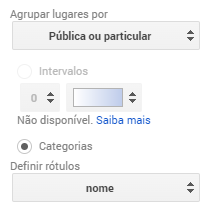 Agrupar lugares por
Pública ou particular
Intervalos
0
Não disponível. Saiba mais
Categorias
Definir rótulos
nome